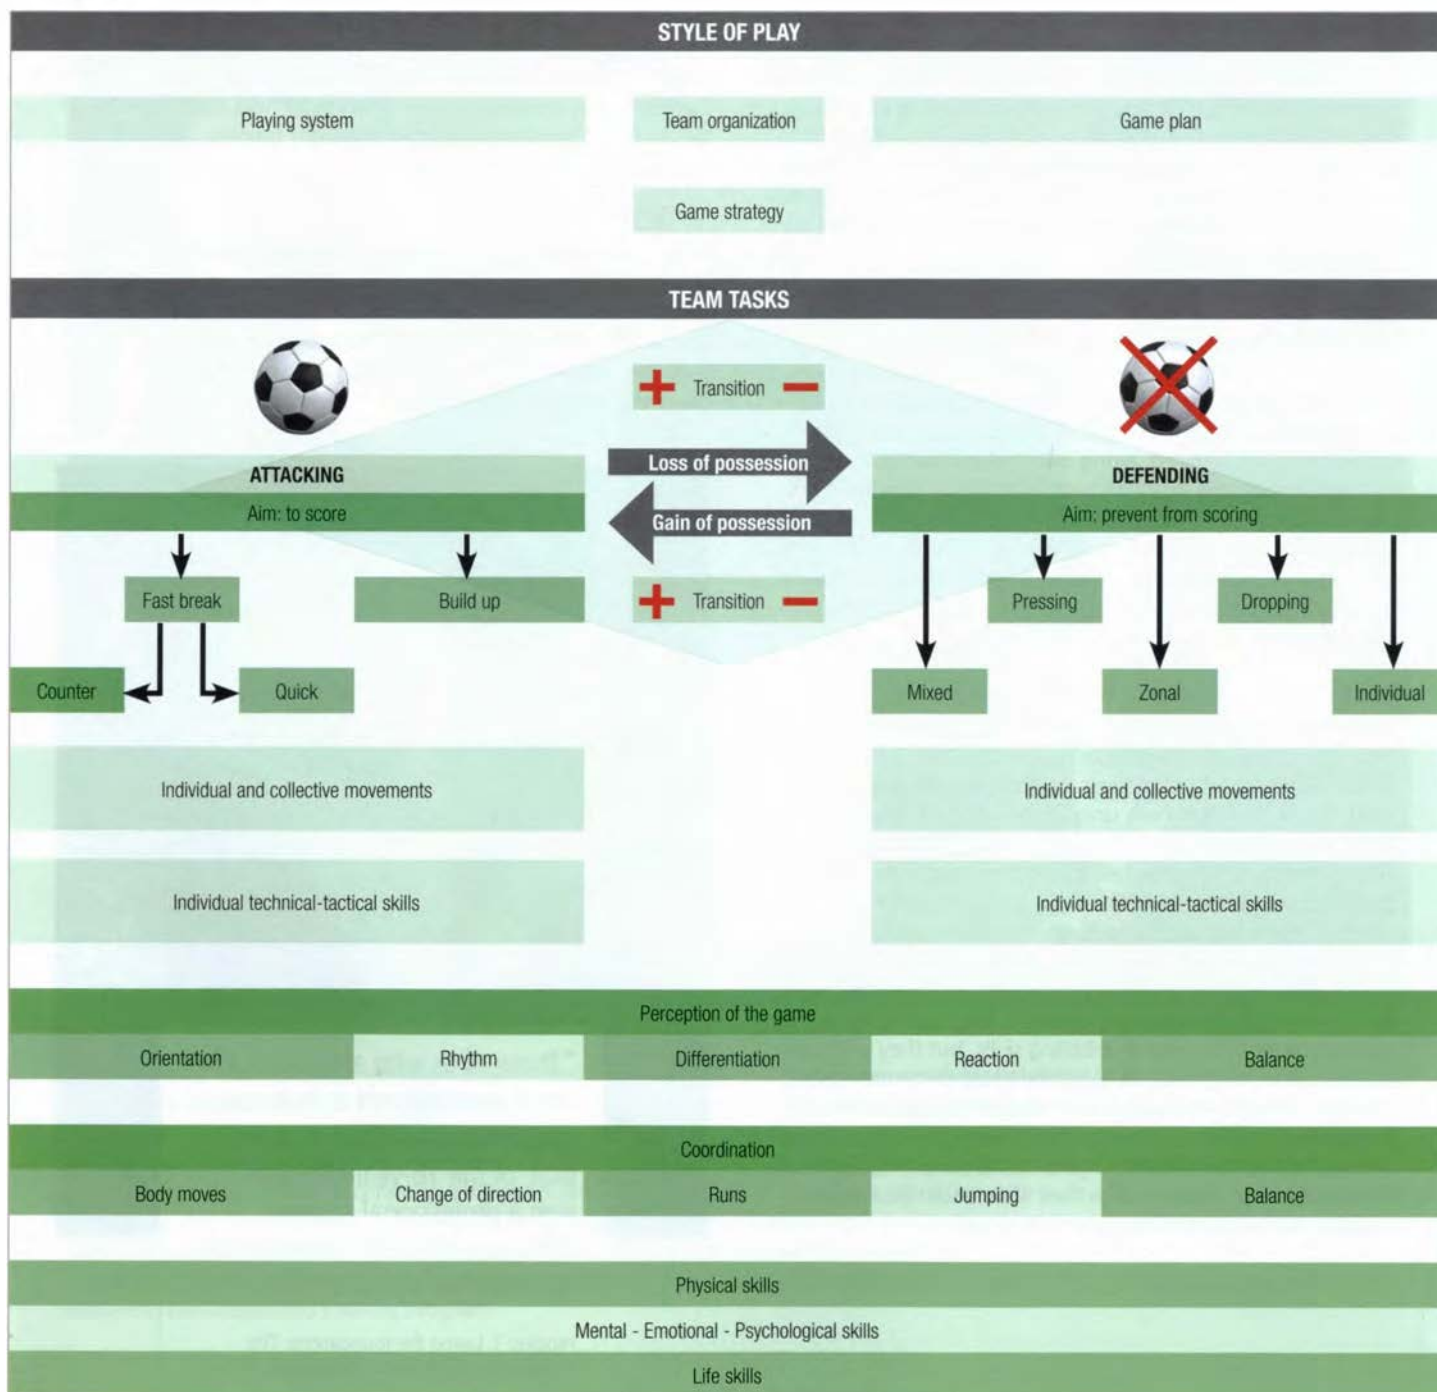 STYLE OF PLAY
Playing system
Team organization
Game plan
Game strategy
TEAM TASKS
+ Transition −
ATTACKING
Aim: to score
Loss of possession
Gain of possession
DEFENDING
Aim: prevent from scoring
Fast break
Build up
+ Transition −
Pressing
Dropping
Counter
Quick
Mixed
Zonal
Individual
Individual and collective movements
Individual and collective movements
Individual technical-tactical skills
Individual technical-tactical skills
Perception of the game
Orientation
Rhythm
Differentiation
Reaction
Balance
Coordination
Body moves
Change of direction
Runs
Jumping
Balance
Physical skills
Mental - Emotional - Psychological skills
Life skills